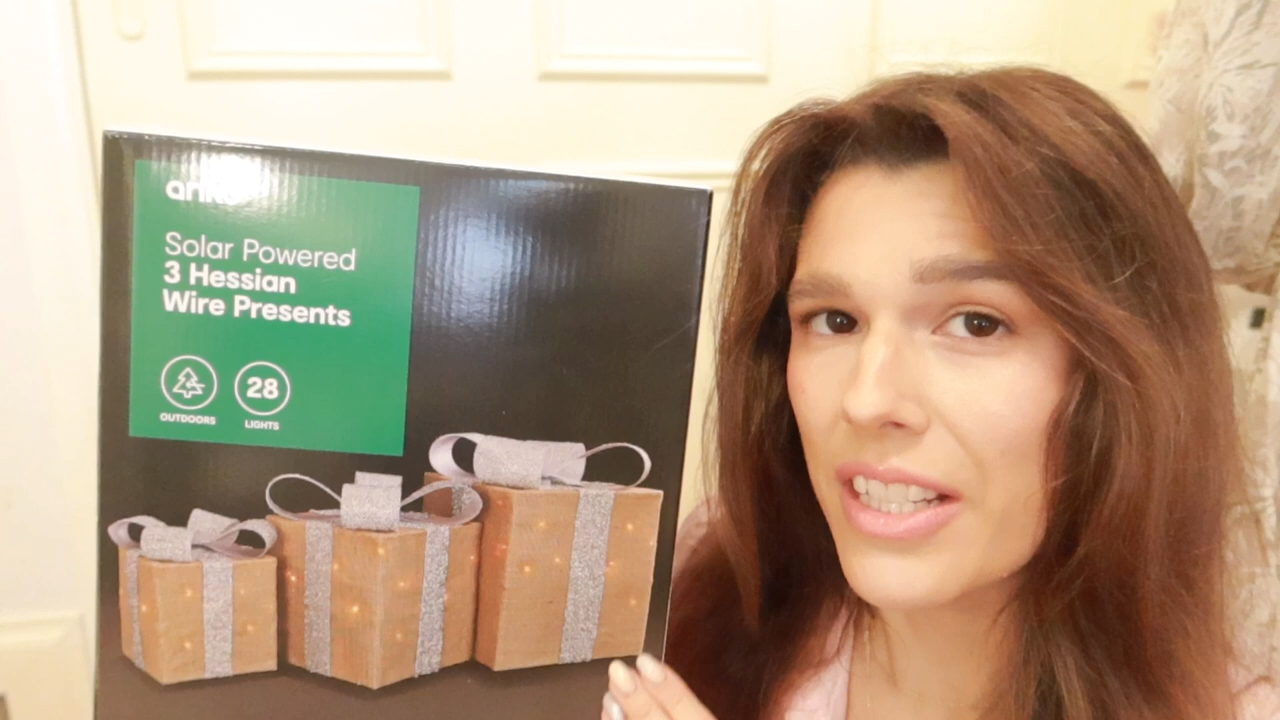 Solar Powered
3 Hessian
Wire Presents
28
OUTDOORS
LIGHTS